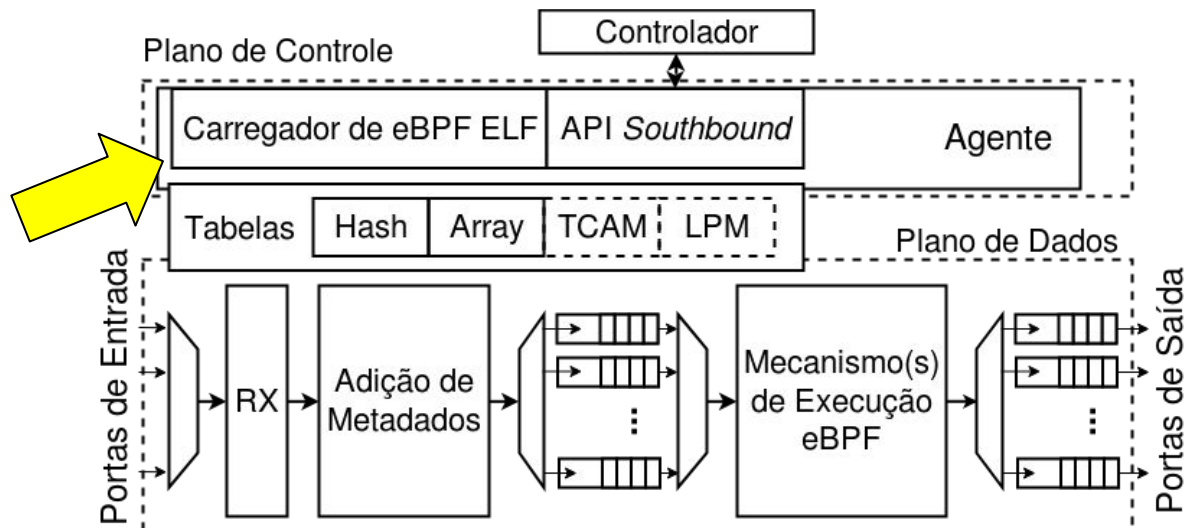 Controlador
Plano de Controle
Carregador de eBPF ELF
API Southbound
Agente
Tabelas
Hash
Array
TCAM
LPM
Plano de Dados
Portas de Entrada
RX
Adição de
Metadados
...
Mecanismo(s)
de Execução
eBPF
...
Portas de Saída